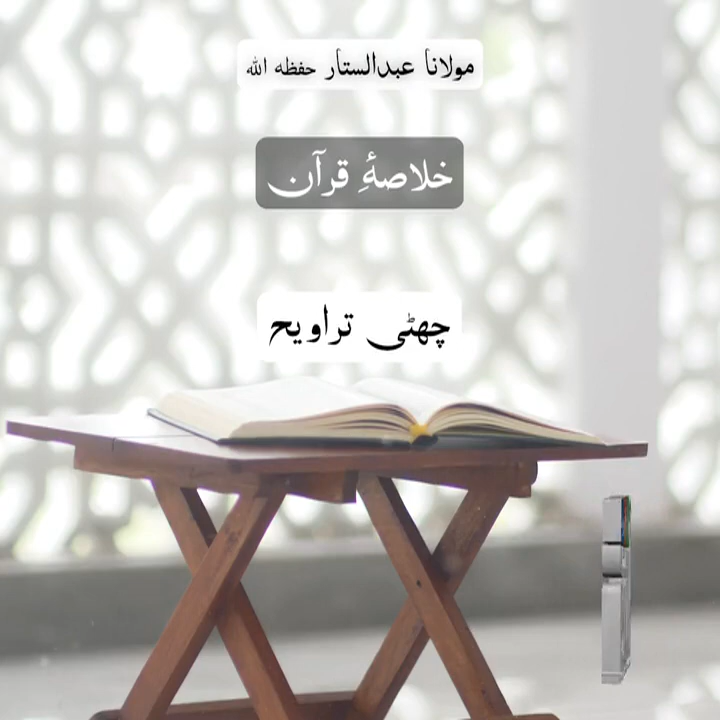 مولانا عبدالستار حفظہ اللہ
خلاصۂِ قرآن
چھٹی تراویح